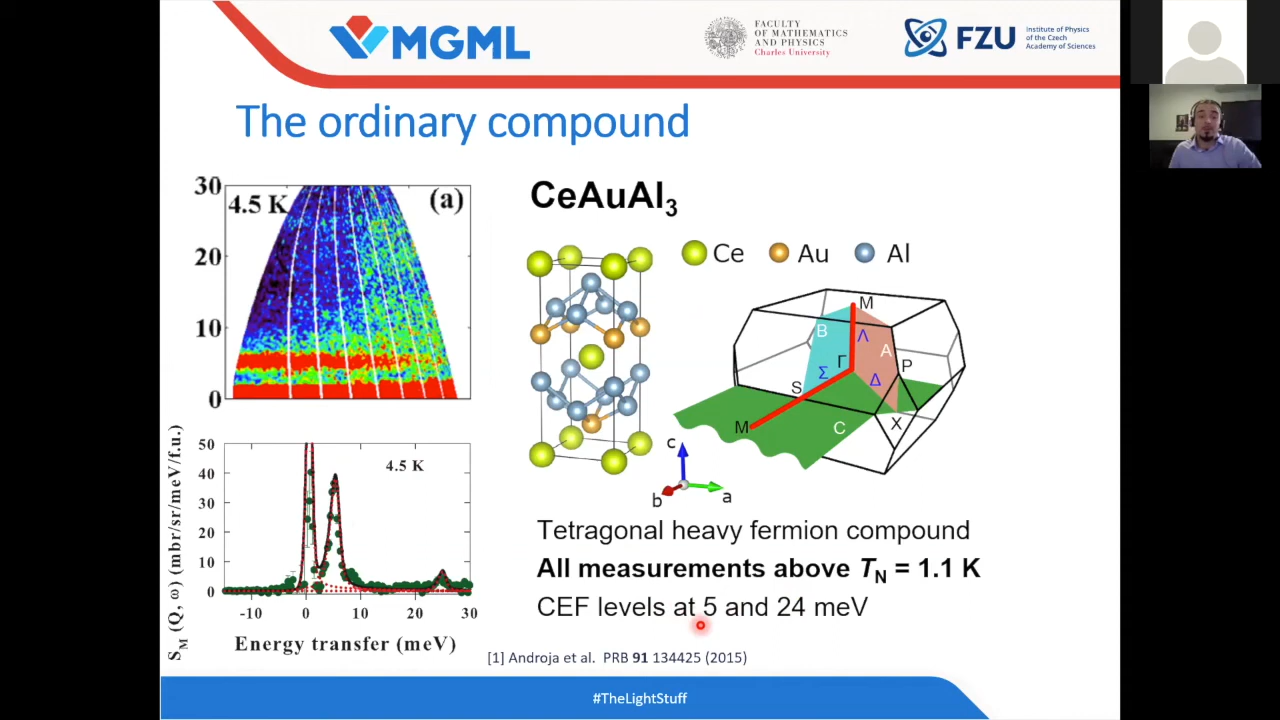 MGML
FACULTY
OF MATHEMATICS
AND PHYSICS
Charles University
FZU
Institute of Physics
of the Czech
Academy of Sciences
The ordinary compound
30
20
10
0
4.5 K
(a)
CeAuAl3
Ce
Au
Al
M
B
Λ
A
Γ
P
Σ
Δ
S
X
M
C
c
b
a
50
40
30
20
10
0
4.5 K
-10
0
10
20
30
Energy transfer (meV)
SM (Q, ω) (mbr/sr/meV/f.u.)
Tetragonal heavy fermion compound
All measurements above TN = 1.1 K
CEF levels at 5 and 24 meV
[1] Androja et al. PRB 91 134425 (2015)
#TheLightStuff